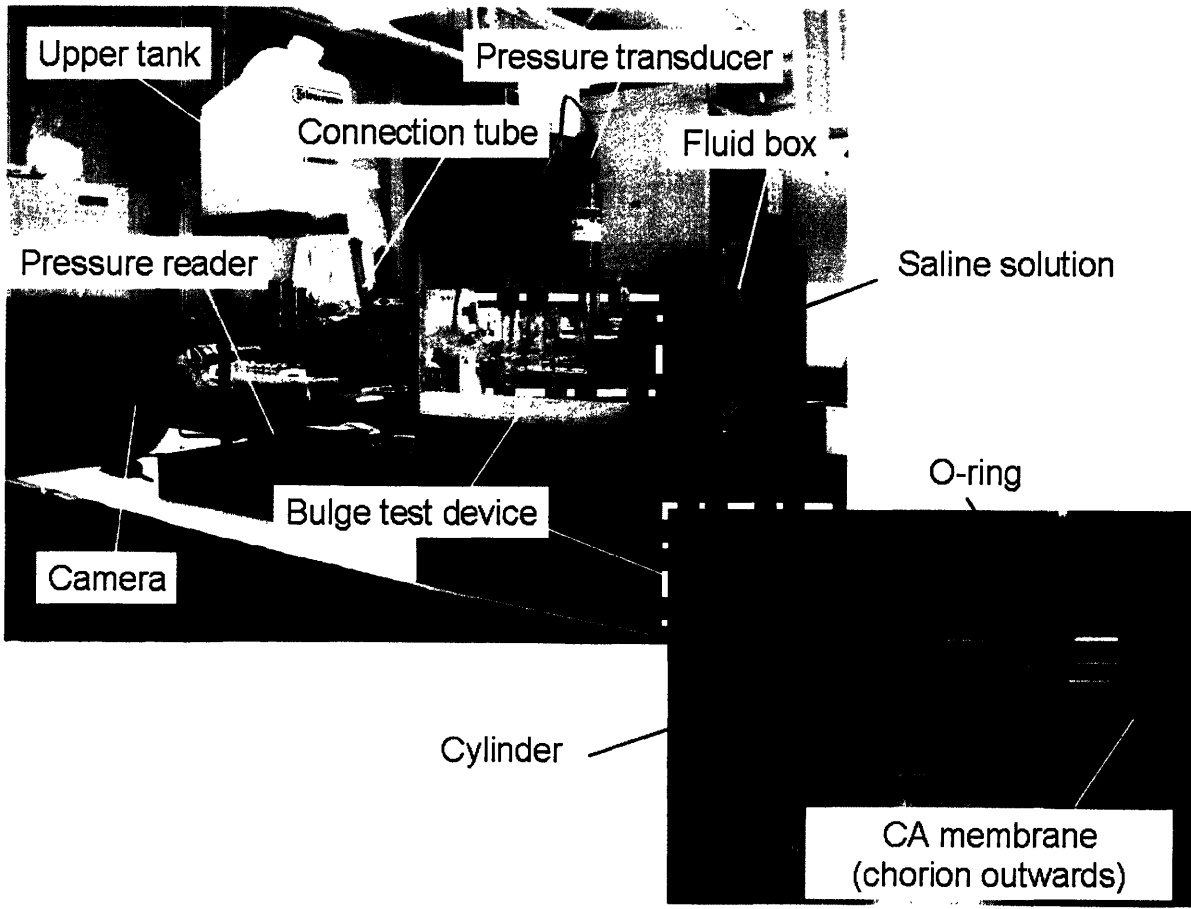 Upper tank
Pressure transducer
Connection tube
Fluid box
Pressure reader
Saline solution
O-ring
Bulge test device
Camera
Cylinder
CA membrane
(chorion outwards)